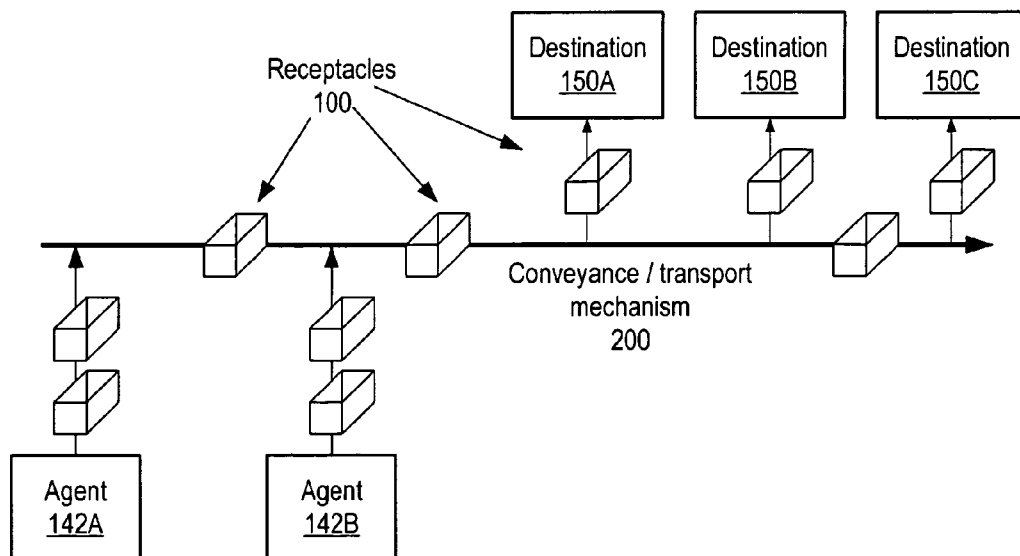 Receptacles
100
Destination
150A
Destination
150B
Destination
150C
Conveyance / transport
mechanism
200
Agent
142A
Agent
142B